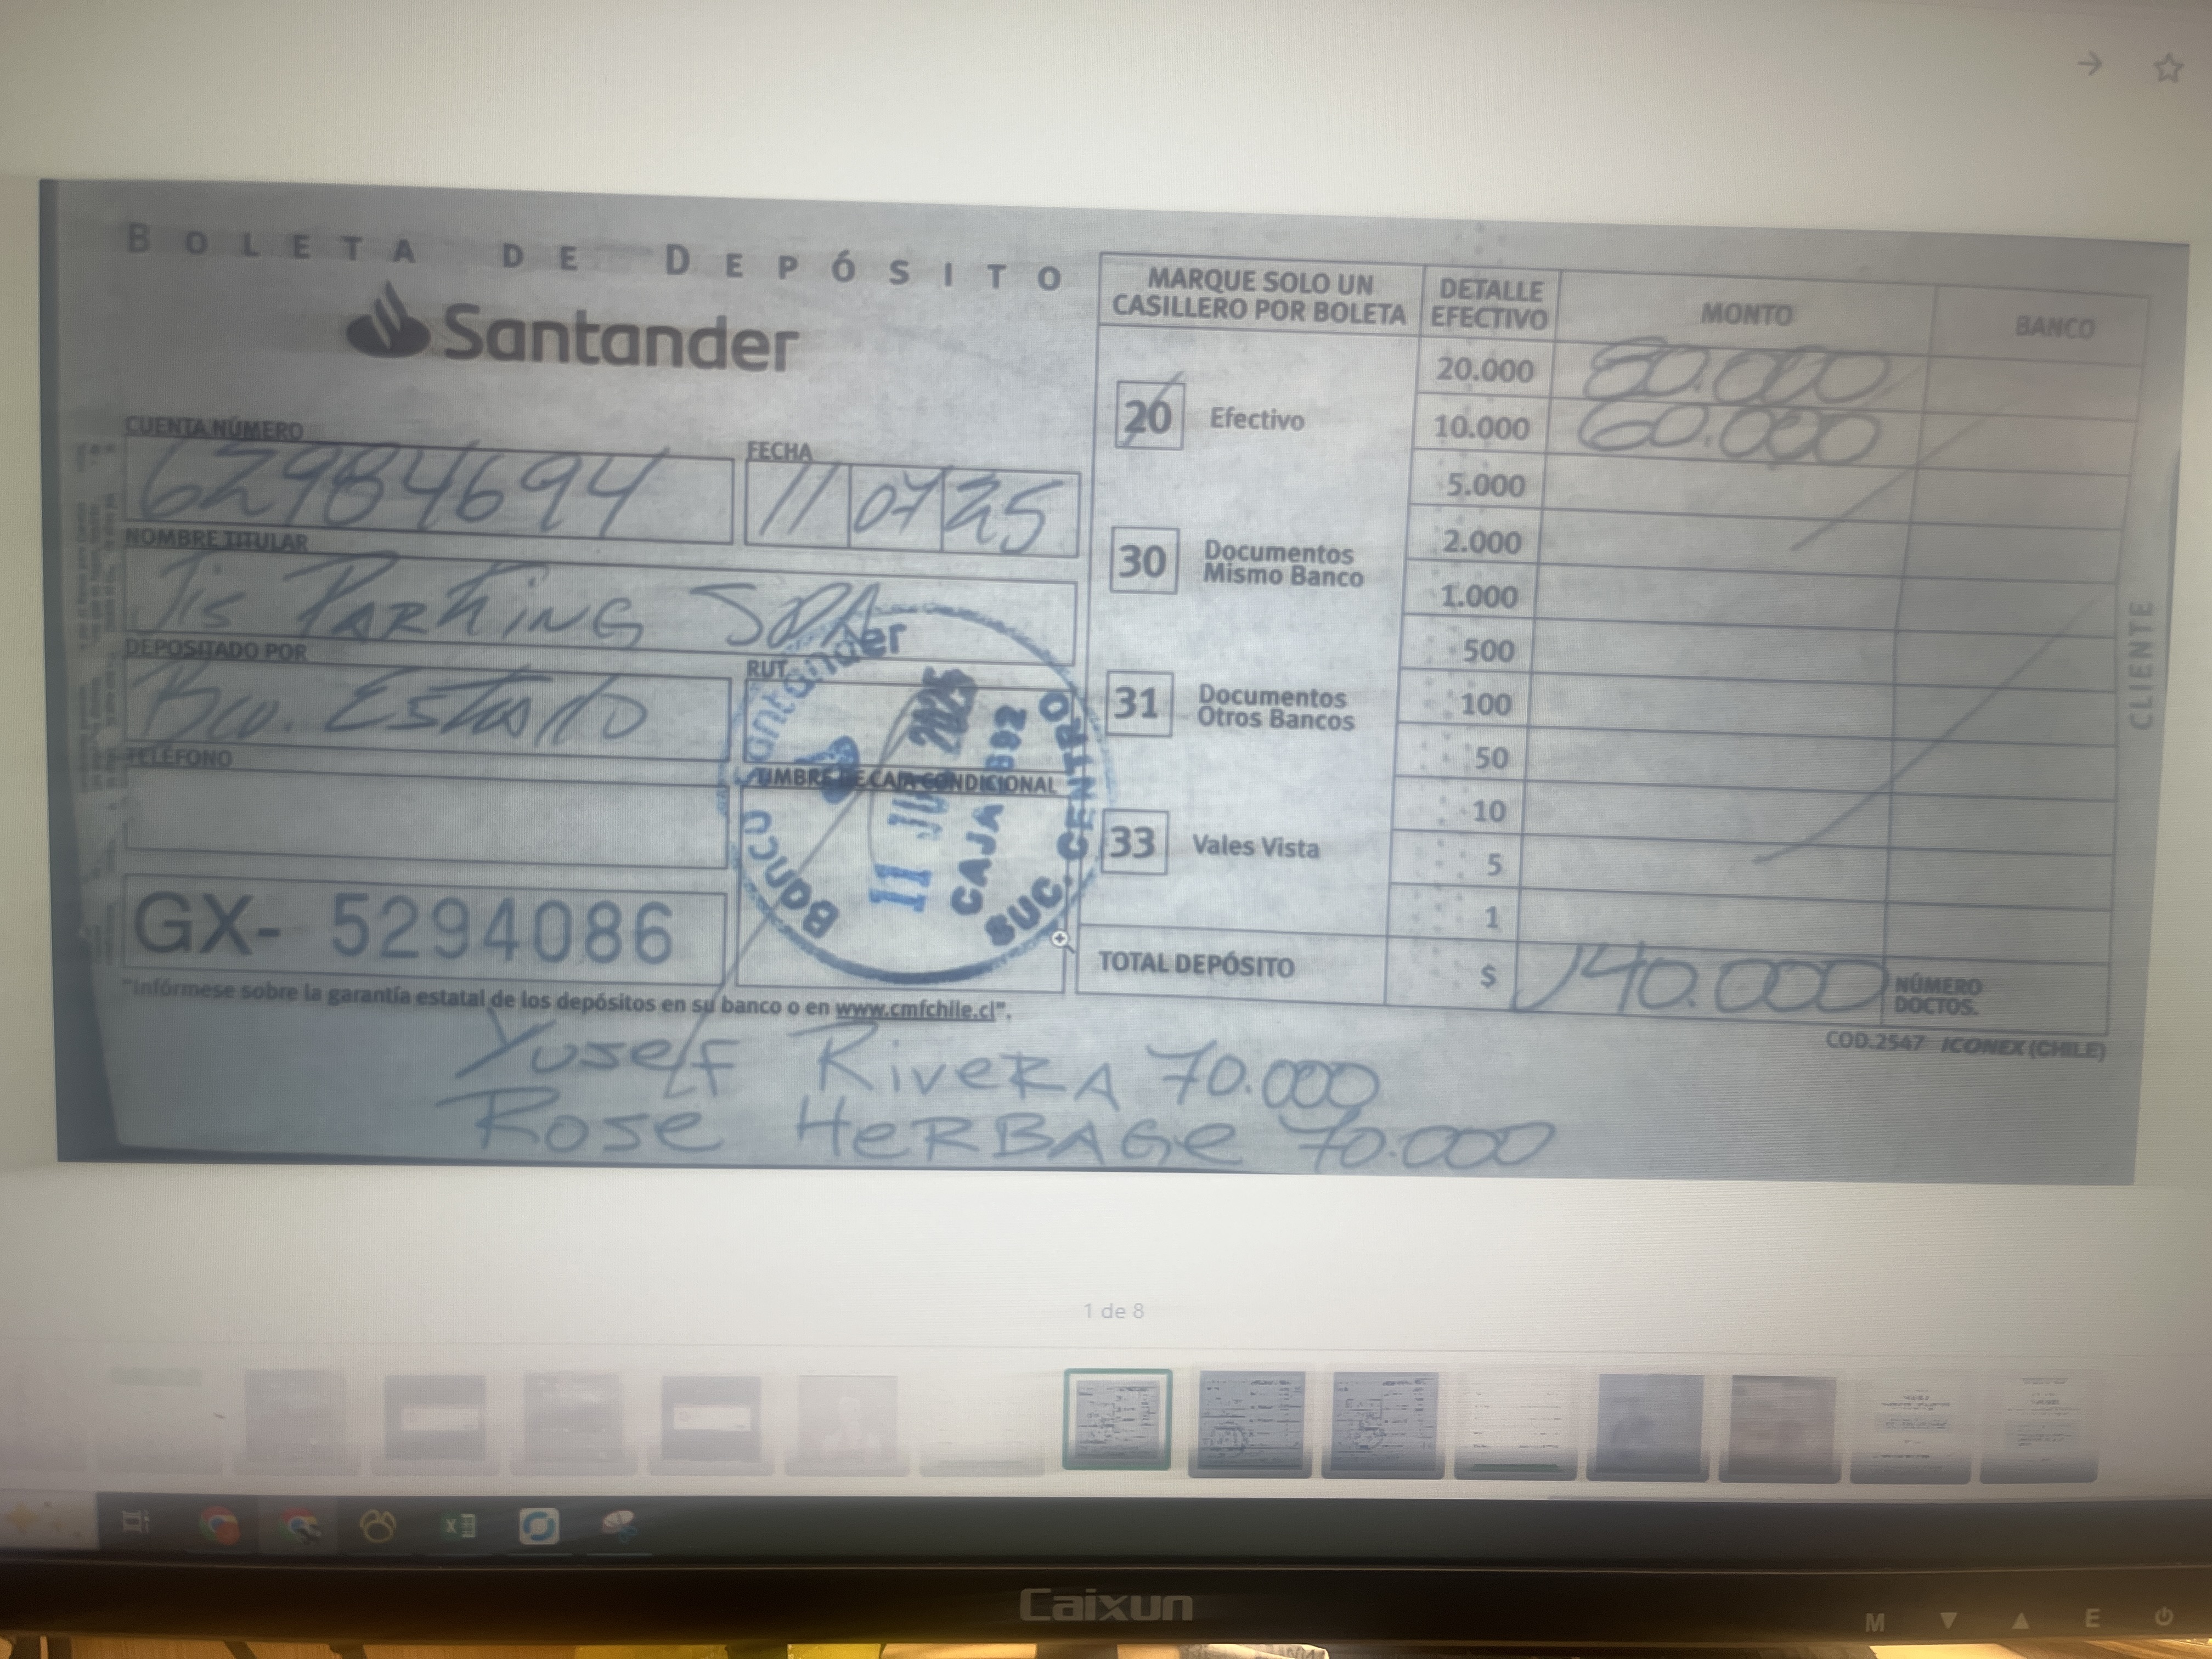 BOLETA DE DEPÓSITO
Santander
CUENTA NÚMERO
62984694
FECHA
11 07 25
NOMBRE TITULAR
Tis PARKING SPA
DEPOSITADO POR
Bco. Estado
RUT
TELÉFONO
TIMBRE DE CAJA CONDICIONAL
Banco Santander
11 JUL 2025
CAJA 892
SUC. CENTRO
GX- 5294086
"Infórmese sobre la garantía estatal de los depósitos en su banco o en www.cmfchile.cl".
MARQUE SOLO UN
CASILLERO POR BOLETA
20 Efectivo
30 Documentos
Mismo Banco
31 Documentos
Otros Bancos
33 Vales Vista
DETALLE
EFECTIVO
MONTO
BANCO
20.000 80.000
10.000 60.000
5.000
2.000
1.000
500
100
50
10
5
1
TOTAL DEPÓSITO $ 140.000
NÚMERO
DOCTOS.
CLIENTE
COD.2547 ICONEX (CHILE)
Yusef RiveRA 70.000
Rose HeRBAGe 70.000
1 de 8
Caixun
M
E